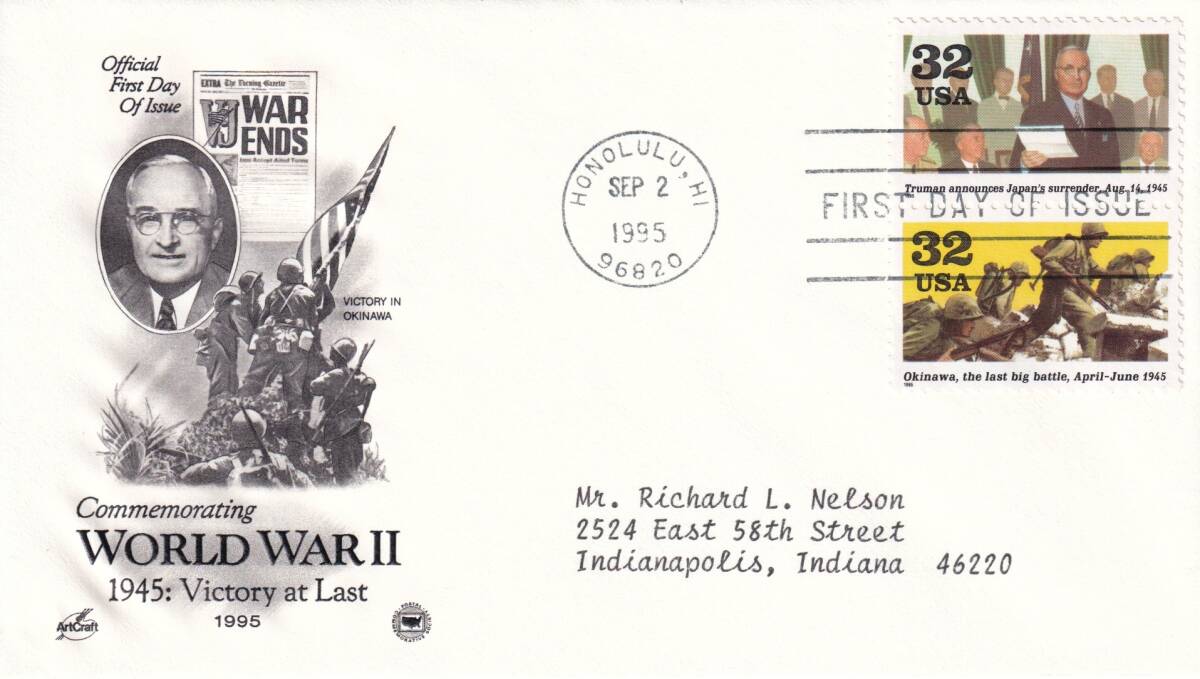 Official
First Day
Of Issue
EXTRA The Evening Gazette
WAR
ENDS
VICTORY IN
OKINAWA
Commemorating
WORLD WAR II
1945: Victory at Last
1995
ArtCraft
HONOLULU, HI
SEP 2
1995
96820
32
USA
Truman announces Japan's surrender, Aug. 14, 1945
FIRST DAY OF ISSUE
32
USA
Okinawa, the last big battle, April-June 1945
1995
Mr. Richard L. Nelson
2524 East 58th Street
Indianapolis, Indiana 46220